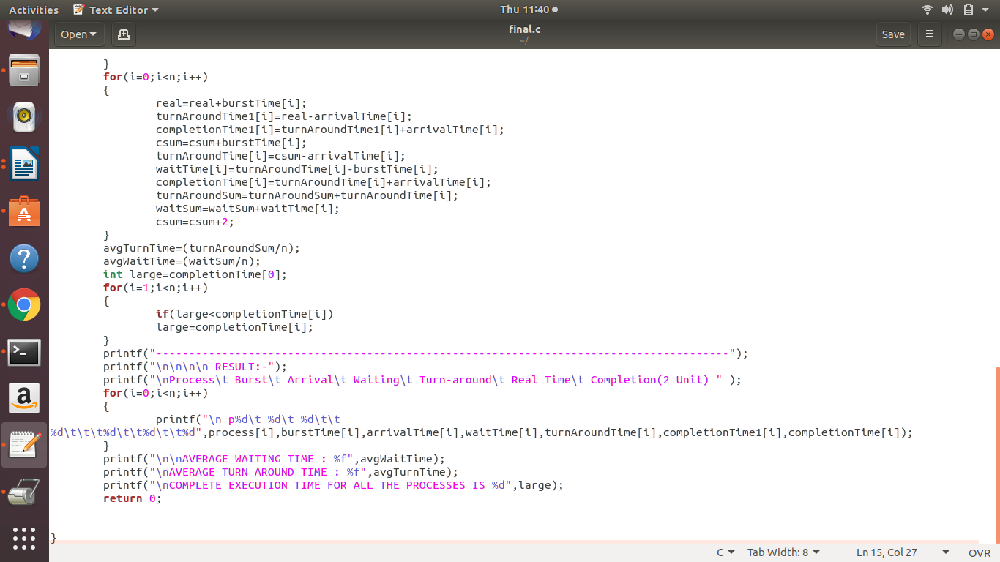 Activities Text Editor Thu 11:40
Open final.c Save
~/
}
for(i=0;i<n;i++)
{
real=real+burstTime[i];
turnAroundTime1[i]=real-arrivalTime[i];
completionTime1[i]=turnAroundTime1[i]+arrivalTime[i];
csum=csum+burstTime[i];
turnAroundTime[i]=csum-arrivalTime[i];
waitTime[i]=turnAroundTime[i]-burstTime[i];
completionTime[i]=turnAroundTime[i]+arrivalTime[i];
turnAroundSum=turnAroundSum+turnAroundTime[i];
waitSum=waitSum+waitTime[i];
csum=csum+2;
}
avgTurnTime=(turnAroundSum/n);
avgWaitTime=(waitSum/n);
int large=completionTime[0];
for(i=1;i<n;i++)
{
if(large<completionTime[i])
large=completionTime[i];
}
printf("---------------------------------------------------------------------------------------");
printf("\n\n\n\n RESULT:-");
printf("\nProcess\t Burst\t Arrival\t Waiting\t Turn-around\t Real Time\t Completion(2 Unit) " );
for(i=0;i<n;i++)
{
printf("\n p%d\t %d\t %d\t\t
%d\t\t\t%d\t\t%d\t\t%d",process[i],burstTime[i],arrivalTime[i],waitTime[i],turnAroundTime[i],completionTime1[i],completionTime[i]);
}
printf("\n\nAVERAGE WAITING TIME : %f",avgWaitTime);
printf("\nAVERAGE TURN AROUND TIME : %f",avgTurnTime);
printf("\nCOMPLETE EXECUTION TIME FOR ALL THE PROCESSES IS %d",large);
return 0;
}
C Tab Width: 8 Ln 15, Col 27 OVR